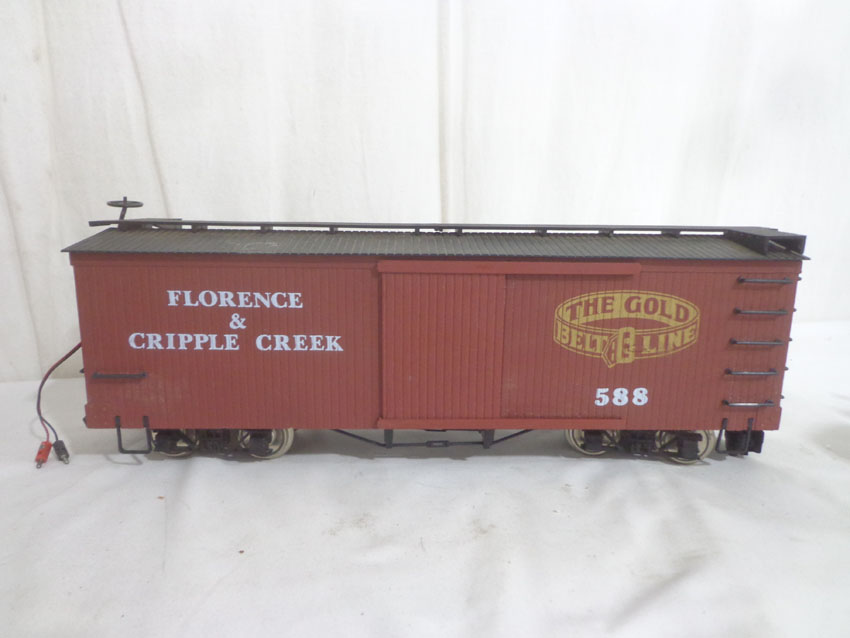 FLORENCE
&
CRIPPLE CREEK
THE GOLD
BELT LINE
588